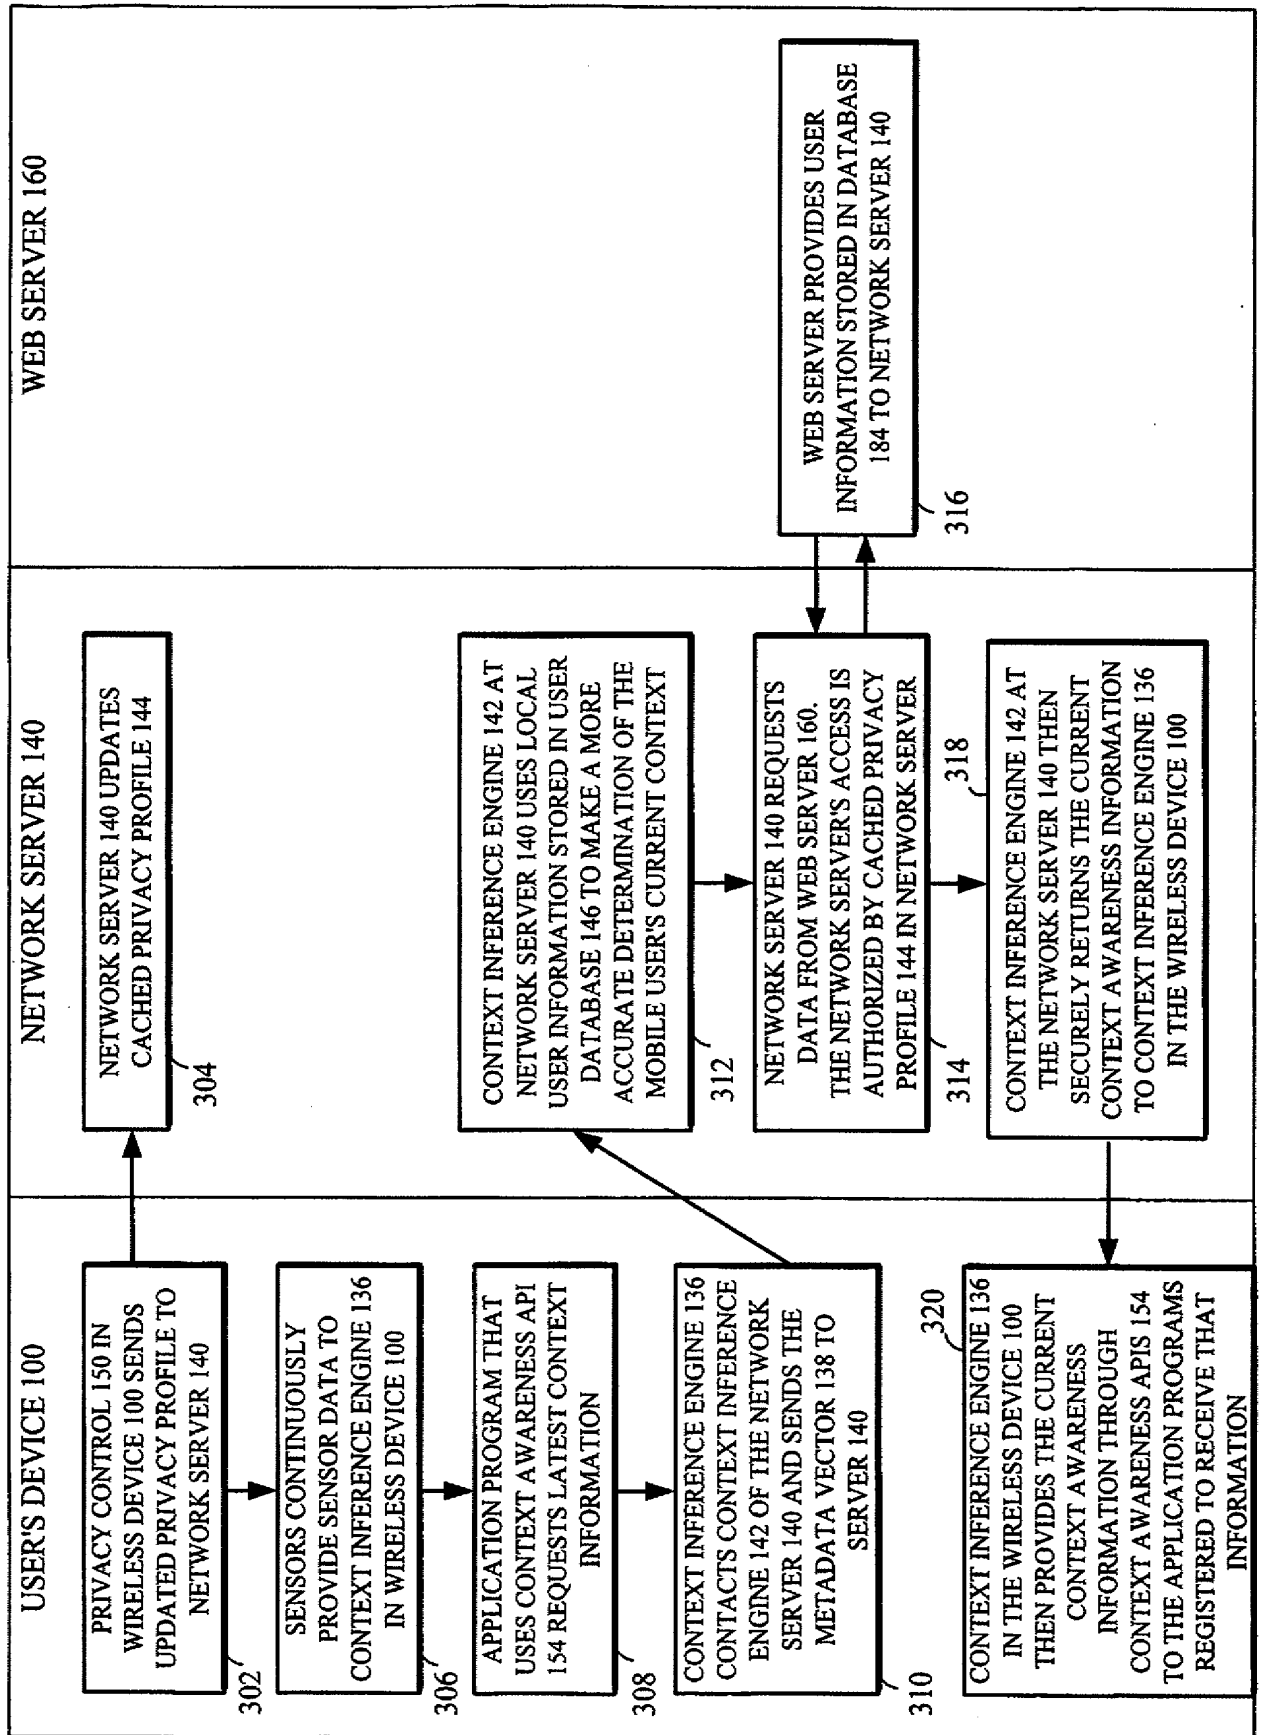 USER'S DEVICE 100
PRIVACY CONTROL 150 IN
WIRELESS DEVICE 100 SENDS
UPDATED PRIVACY PROFILE TO
NETWORK SERVER 140
302
SENSORS CONTINUOUSLY
PROVIDE SENSOR DATA TO
CONTEXT INFERENCE ENGINE 136
IN WIRELESS DEVICE 100
306
APPLICATION PROGRAM THAT
USES CONTEXT AWARENESS API
154 REQUESTS LATEST CONTEXT
INFORMATION
308
CONTEXT INFERENCE ENGINE 136
CONTACTS CONTEXT INFERENCE
ENGINE 142 OF THE NETWORK
SERVER 140 AND SENDS THE
METADATA VECTOR 138 TO
SERVER 140
310
320
CONTEXT INFERENCE ENGINE 136
IN THE WIRELESS DEVICE 100
THEN PROVIDES THE CURRENT
CONTEXT AWARENESS
INFORMATION THROUGH
CONTEXT AWARENESS APIS 154
TO THE APPLICATION PROGRAMS
REGISTERED TO RECEIVE THAT
INFORMATION
NETWORK SERVER 140
NETWORK SERVER 140 UPDATES
CACHED PRIVACY PROFILE 144
304
CONTEXT INFERENCE ENGINE 142 AT
NETWORK SERVER 140 USES LOCAL
USER INFORMATION STORED IN USER
DATABASE 146 TO MAKE A MORE
ACCURATE DETERMINATION OF THE
MOBILE USER'S CURRENT CONTEXT
312
NETWORK SERVER 140 REQUESTS
DATA FROM WEB SERVER 160.
THE NETWORK SERVER'S ACCESS IS
AUTHORIZED BY CACHED PRIVACY
PROFILE 144 IN NETWORK SERVER
314
318
CONTEXT INFERENCE ENGINE 142 AT
THE NETWORK SERVER 140 THEN
SECURELY RETURNS THE CURRENT
CONTEXT AWARENESS INFORMATION
TO CONTEXT INFERENCE ENGINE 136
IN THE WIRELESS DEVICE 100
WEB SERVER 160
WEB SERVER PROVIDES USER
INFORMATION STORED IN DATABASE
184 TO NETWORK SERVER 140
316